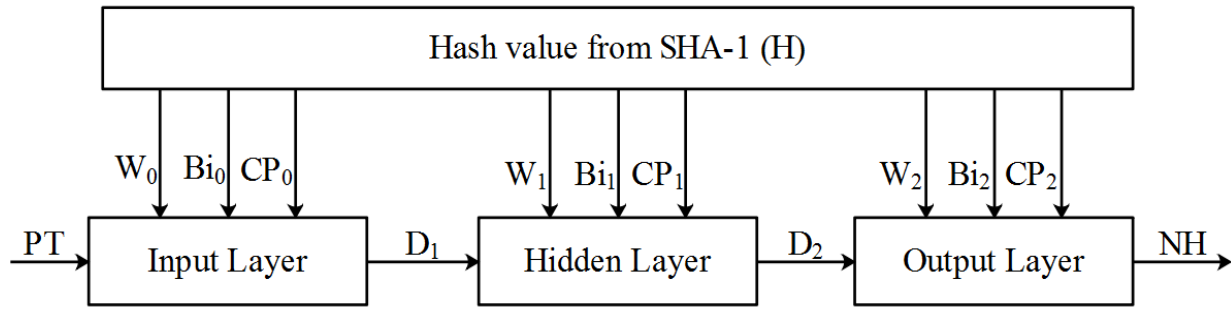 Hash value from SHA-1 (H)
W₀ Bi₀ CP₀ W₁ Bi₁ CP₁ W₂ Bi₂ CP₂
PT Input Layer D₁ Hidden Layer D₂ Output Layer NH